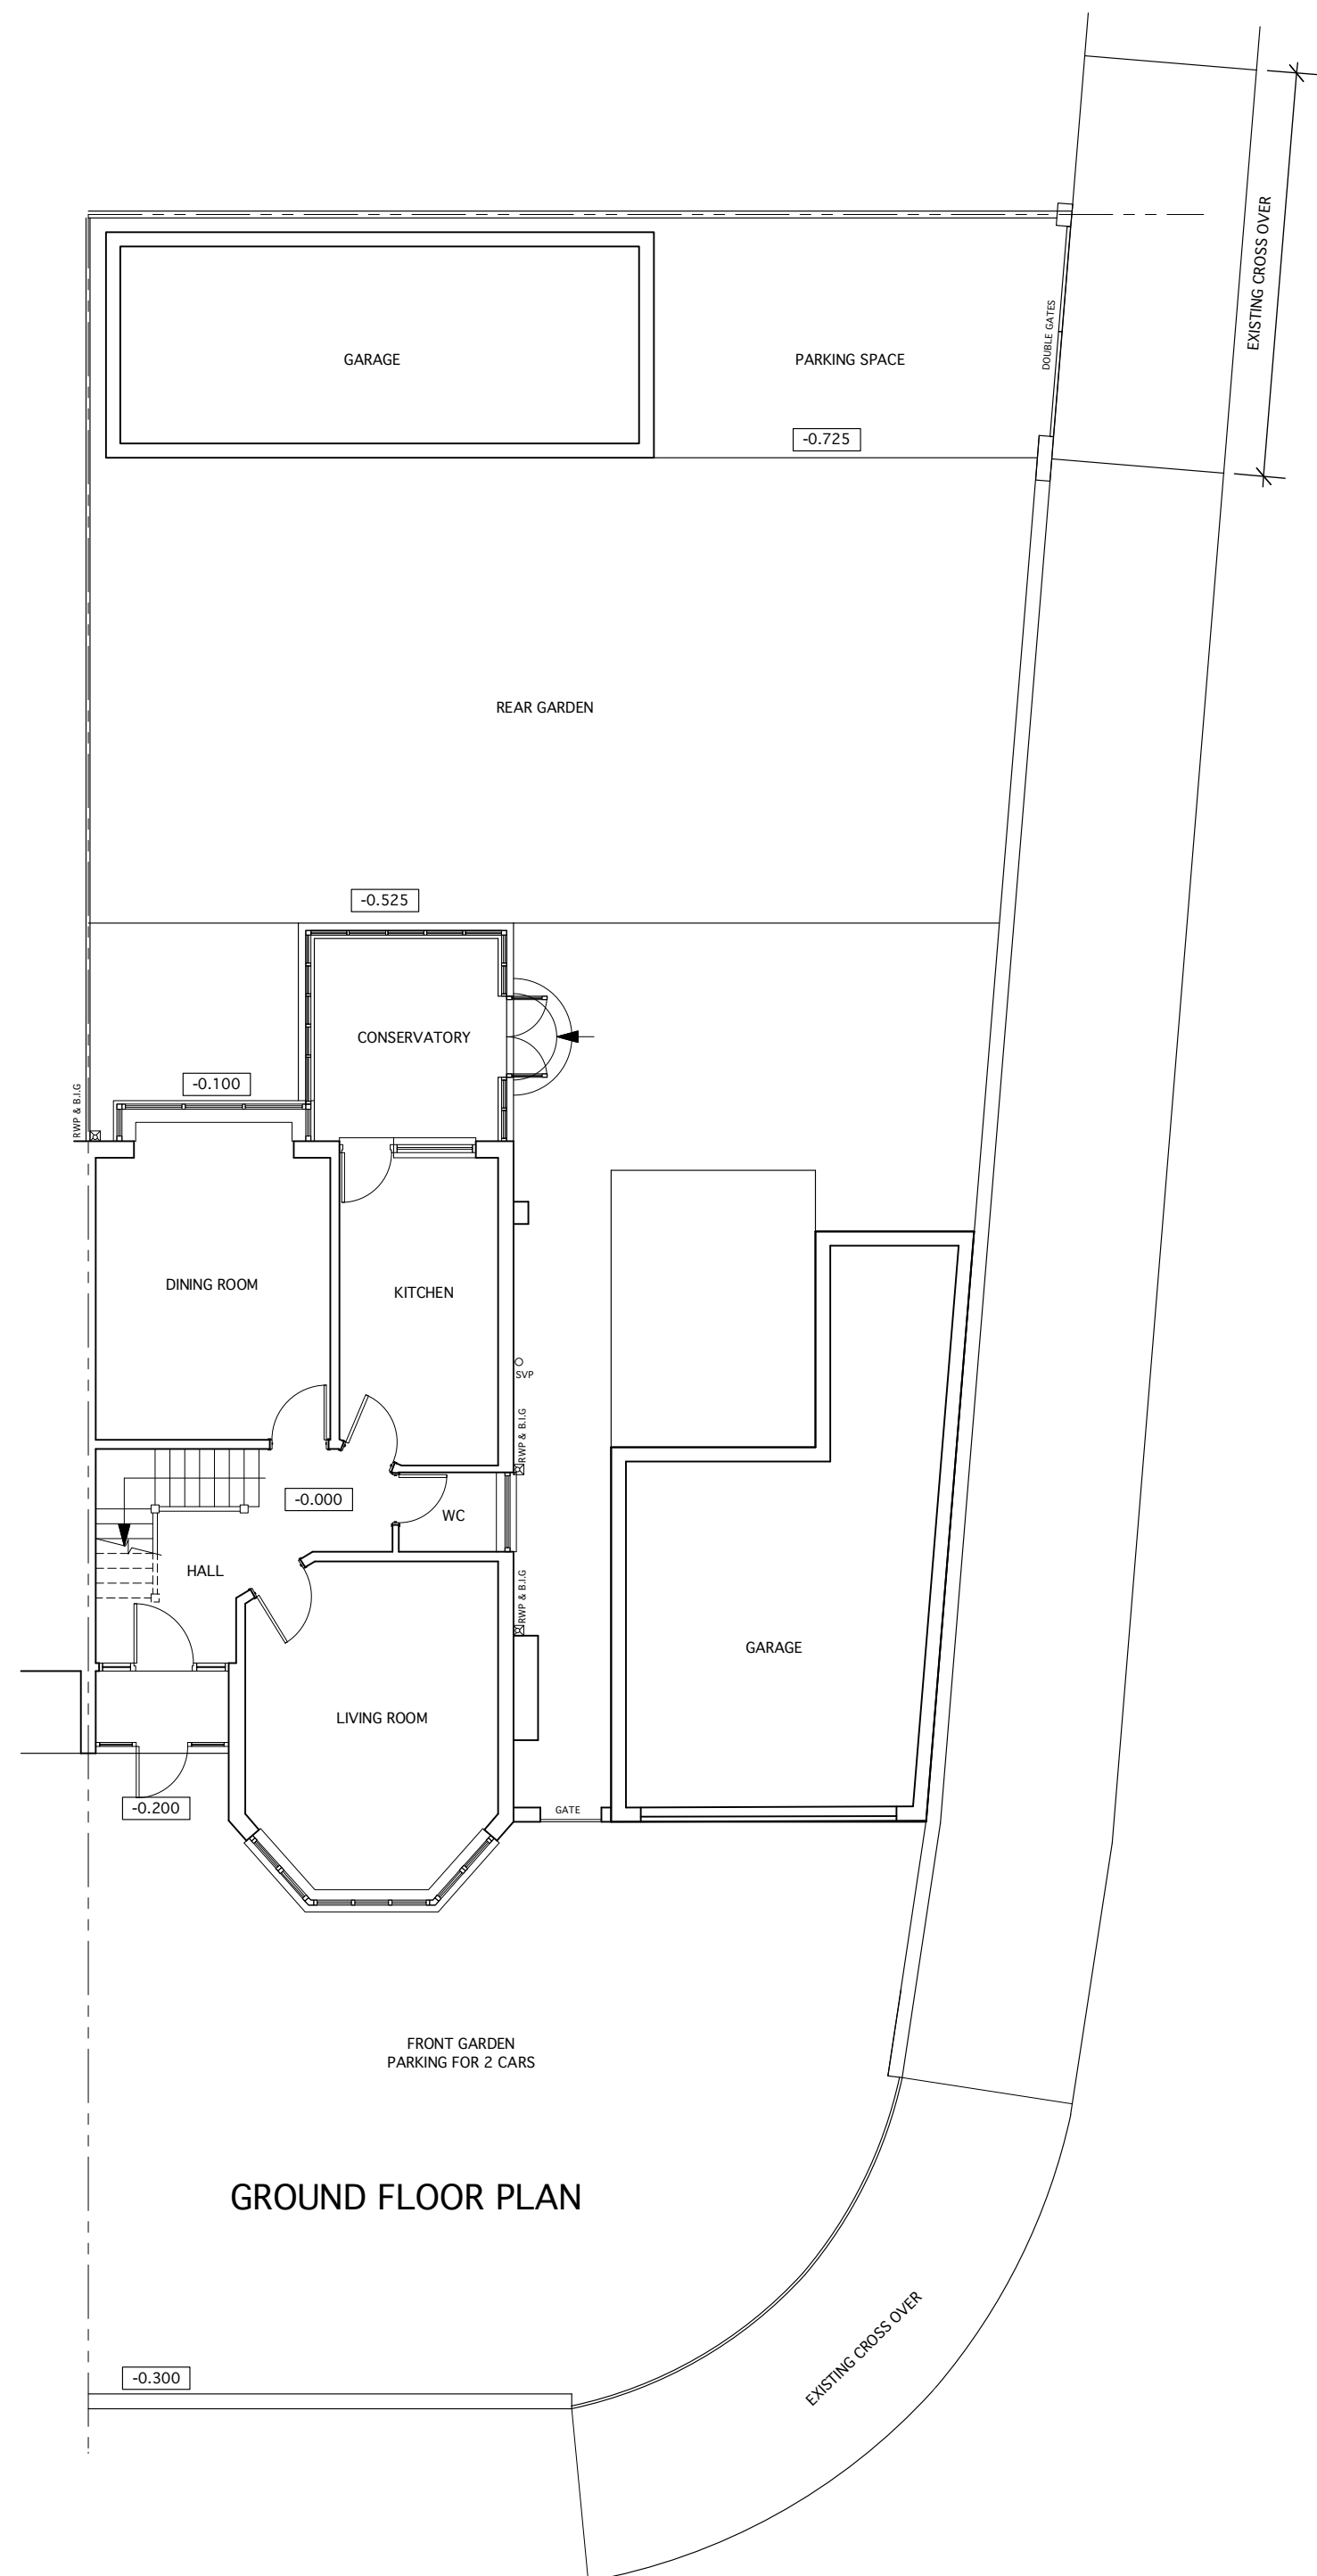 EXISTING CROSS OVER
GARAGE
PARKING SPACE
DOUBLE GATES
-0.725
REAR GARDEN
-0.525
CONSERVATORY
-0.100
RWP & B.I.G
DINING ROOM
KITCHEN
SVP
RWP & B.I.G
-0.000
WC
HALL
RWP & B.I.G
GARAGE
LIVING ROOM
-0.200
GATE
FRONT GARDEN
PARKING FOR 2 CARS
GROUND FLOOR PLAN
EXISTING CROSS OVER
-0.300